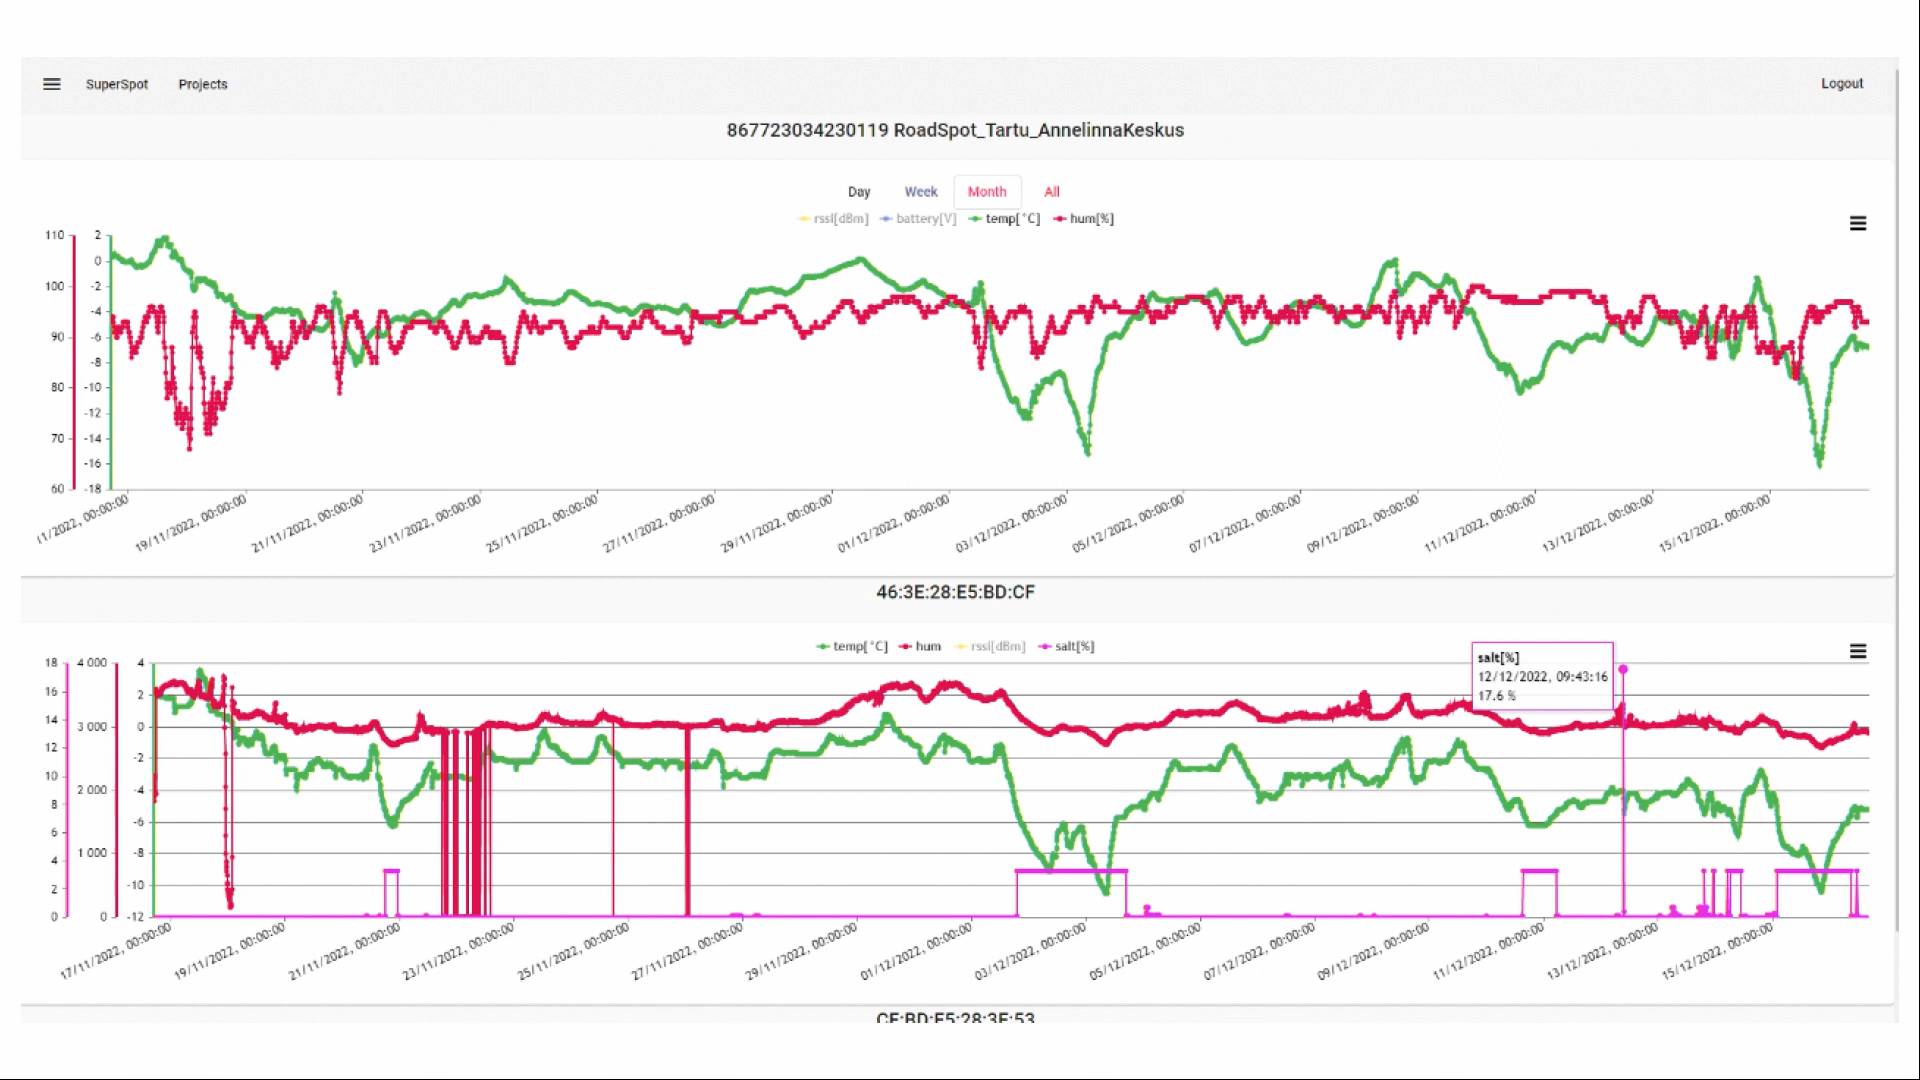 SuperSpot Projects Logout
867723034230119 RoadSpot_Tartu_AnnelinnaKeskus
Day Week Month All
rssi[dBm] battery[V] temp[°C] hum[%]
110 2
0
100 -2
-4
90 -6
-8
80 -10
-12
70 -14
-16
60 -18
1/2022, 00:00:00 19/11/2022, 00:00:00 21/11/2022, 00:00:00 23/11/2022, 00:00:00 25/11/2022, 00:00:00 27/11/2022, 00:00:00 29/11/2022, 00:00:00 01/12/2022, 00:00:00 03/12/2022, 00:00:00 05/12/2022, 00:00:00 07/12/2022, 00:00:00 09/12/2022, 00:00:00 11/12/2022, 00:00:00 13/12/2022, 00:00:00 15/12/2022, 00:00:00
46:3E:28:E5:BD:CF
temp[°C] hum rssi[dBm] salt[%]
salt[%]
12/12/2022, 09:43:16
17.6 %
18 4 000 4
16 2
14 3 000 0
12 -2
10 2 000 -4
8
6 -6
4 1 000 -8
2 -10
0 0 -12
17/11/2022, 00:00:00 19/11/2022, 00:00:00 21/11/2022, 00:00:00 23/11/2022, 00:00:00 25/11/2022, 00:00:00 27/11/2022, 00:00:00 29/11/2022, 00:00:00 01/12/2022, 00:00:00 03/12/2022, 00:00:00 05/12/2022, 00:00:00 07/12/2022, 00:00:00 09/12/2022, 00:00:00 11/12/2022, 00:00:00 13/12/2022, 00:00:00 15/12/2022, 00:00:00
CF:BD:E5:28:3E:53